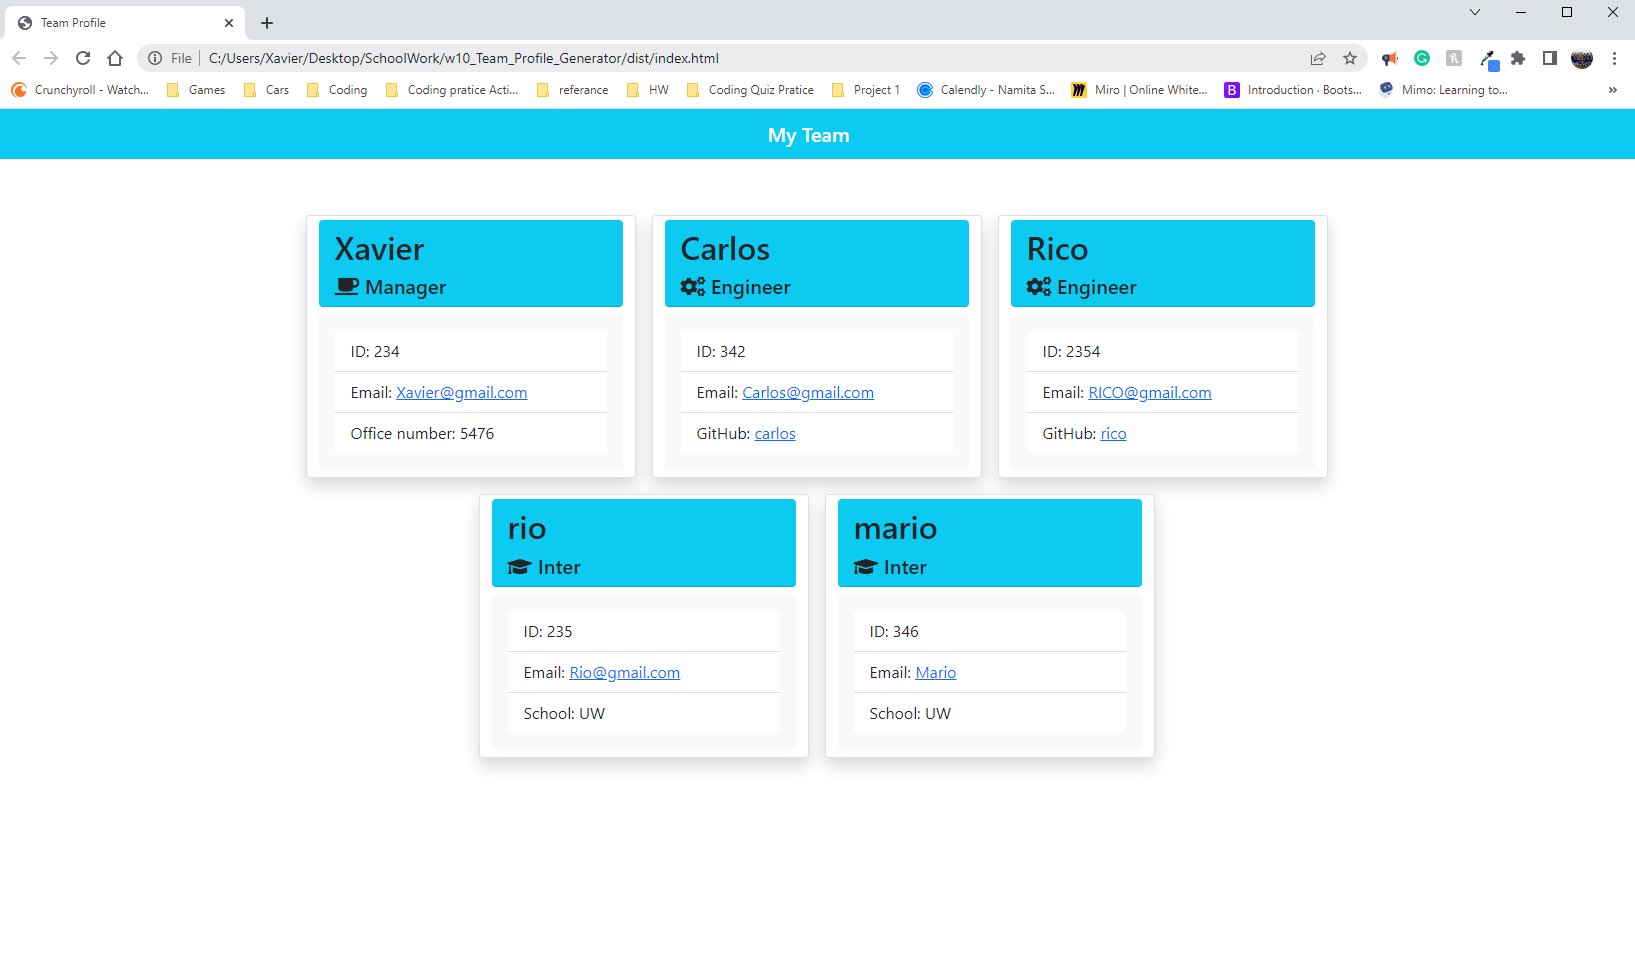 Team Profile
File C:/Users/Xavier/Desktop/SchoolWork/w10_Team_Profile_Generator/dist/index.html
Crunchyroll - Watch... Games Cars Coding Coding pratice Acti... referance HW Coding Quiz Pratice Project 1 Calendly - Namita S... Miro | Online White... Introduction · Boots... Mimo: Learning to... »
My Team
Xavier
Manager
ID: 234
Email: Xavier@gmail.com
Office number: 5476
Carlos
Engineer
ID: 342
Email: Carlos@gmail.com
GitHub: carlos
Rico
Engineer
ID: 2354
Email: RICO@gmail.com
GitHub: rico
rio
Inter
ID: 235
Email: Rio@gmail.com
School: UW
mario
Inter
ID: 346
Email: Mario
School: UW